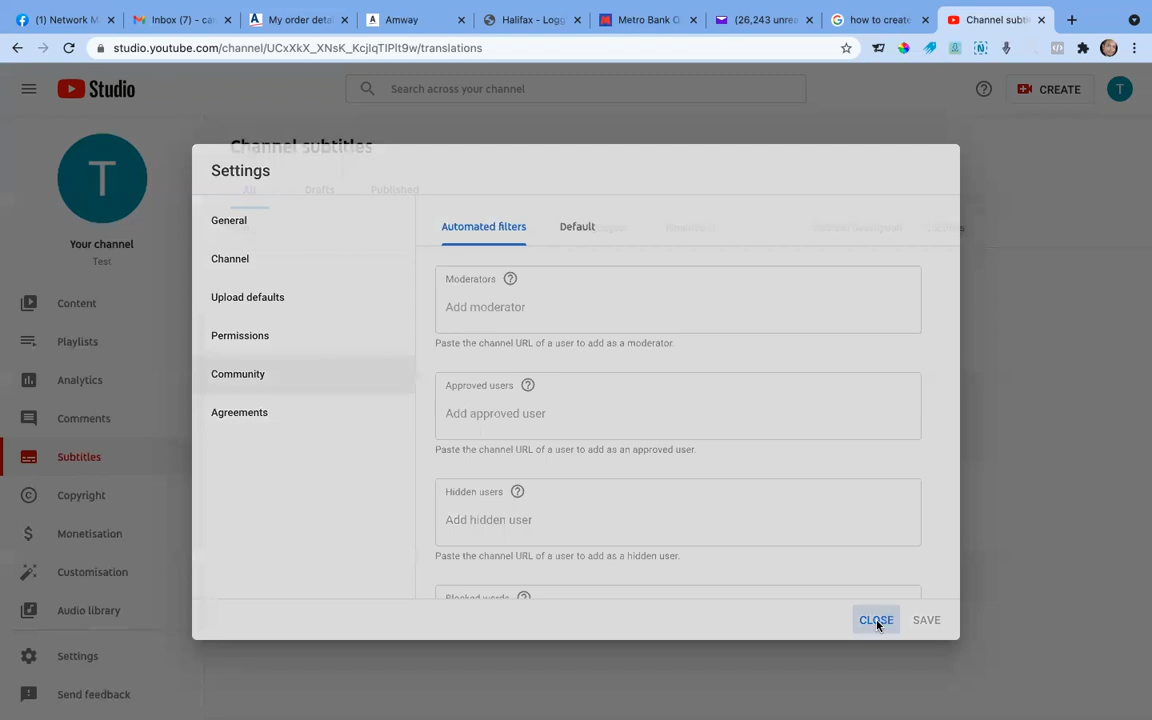 (1) Network M
Inbox (7) - ca
My order deta
Amway
Halifax - Logg
Metro Bank O
(26,243 unre
how to create
Channel subti
studio.youtube.com/channel/UCxXkX_XNsK_KcjIqTIPlt9w/translations
Studio
Search across your channel
CREATE
T
T
Your channel
Test
Content
Playlists
Analytics
Comments
Subtitles
Copyright
Monetisation
Customisation
Audio library
Settings
Send feedback
Channel subtitles
All Drafts Published
Settings
General
Channel
Upload defaults
Permissions
Community
Agreements
Automated filters Default
Moderators
Add moderator
Paste the channel URL of a user to add as a moderator.
Approved users
Add approved user
Paste the channel URL of a user to add as an approved user.
Hidden users
Add hidden user
Paste the channel URL of a user to add as a hidden user.
Blocked words
CLOSE SAVE